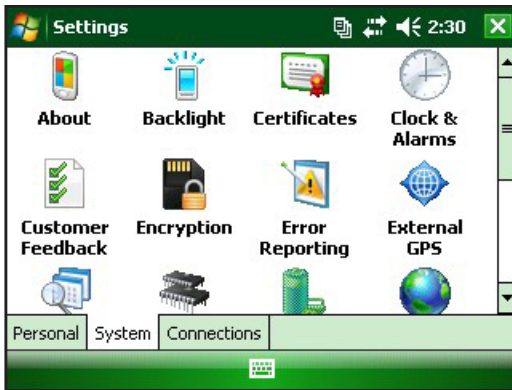 Settings 2:30
About Backlight Certificates Clock &
Alarms
Customer Encryption Error External
Feedback Reporting GPS
Personal System Connections